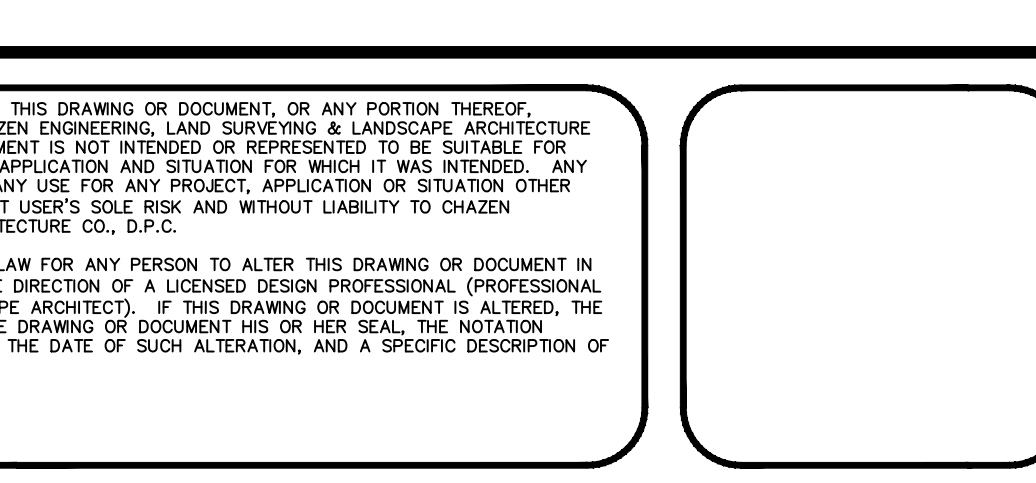 THIS DRAWING OR DOCUMENT, OR ANY PORTION THEREOF,
ZEN ENGINEERING, LAND SURVEYING & LANDSCAPE ARCHITECTURE
MENT IS NOT INTENDED OR REPRESENTED TO BE SUITABLE FOR
APPLICATION AND SITUATION FOR WHICH IT WAS INTENDED. ANY
ANY USE FOR ANY PROJECT, APPLICATION OR SITUATION OTHER
T USER'S SOLE RISK AND WITHOUT LIABILITY TO CHAZEN
TECTURE CO., D.P.C.
LAW FOR ANY PERSON TO ALTER THIS DRAWING OR DOCUMENT IN
E DIRECTION OF A LICENSED DESIGN PROFESSIONAL (PROFESSIONAL
PE ARCHITECT). IF THIS DRAWING OR DOCUMENT IS ALTERED, THE
E DRAWING OR DOCUMENT HIS OR HER SEAL, THE NOTATION
THE DATE OF SUCH ALTERATION, AND A SPECIFIC DESCRIPTION OF